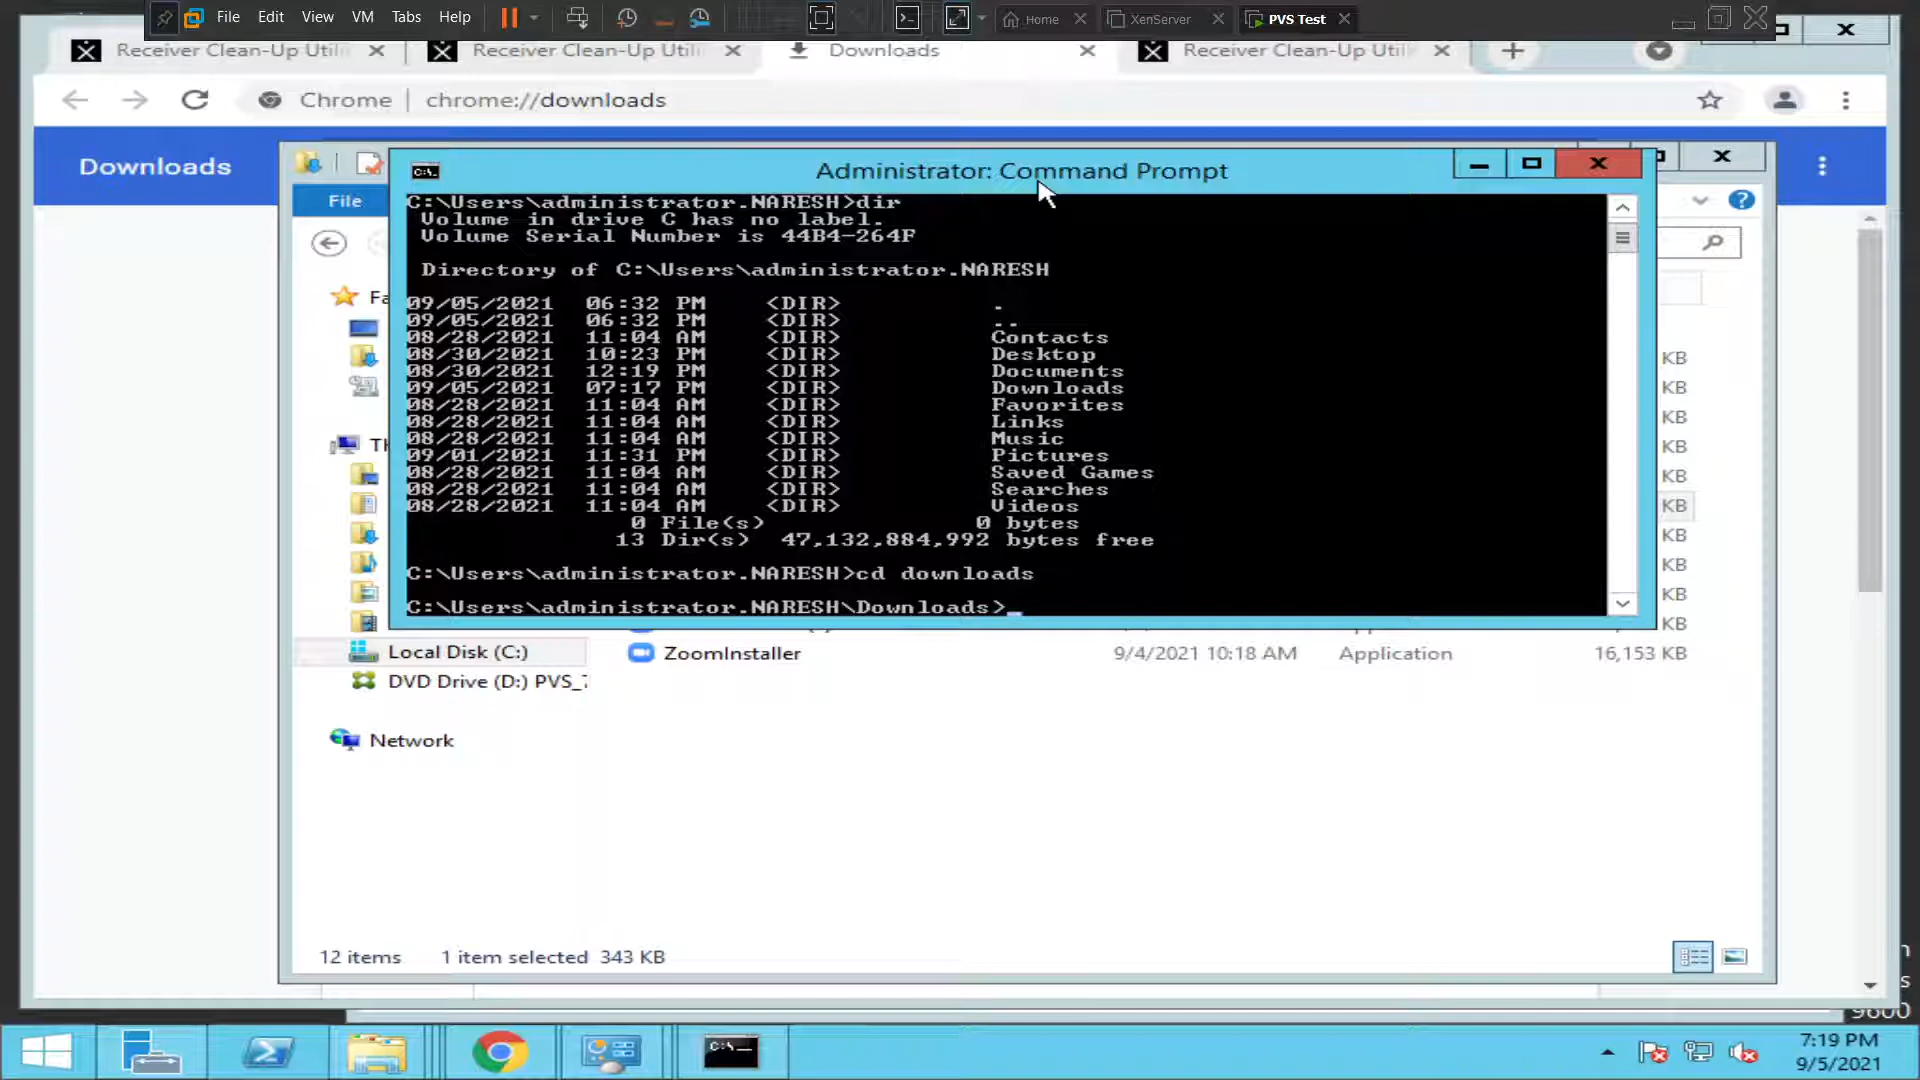 File Edit View VM Tabs Help Home XenServer PVS Test
Receiver Clean-Up Utili Receiver Clean-Up Utili Downloads Receiver Clean-Up Utili
Chrome chrome://downloads
Downloads
Administrator: Command Prompt
File
C:\Users\administrator.NARESH>dir
Volume in drive C has no label.
Volume Serial Number is 44B4-264F
Directory of C:\Users\administrator.NARESH
09/05/2021 06:32 PM <DIR> .
09/05/2021 06:32 PM <DIR> ..
08/28/2021 11:04 AM <DIR> Contacts
08/30/2021 10:23 PM <DIR> Desktop
08/30/2021 12:19 PM <DIR> Documents
09/05/2021 07:17 PM <DIR> Downloads
08/28/2021 11:04 AM <DIR> Favorites
08/28/2021 11:04 AM <DIR> Links
08/28/2021 11:04 AM <DIR> Music
09/01/2021 11:31 PM <DIR> Pictures
08/28/2021 11:04 AM <DIR> Saved Games
08/28/2021 11:04 AM <DIR> Searches
08/28/2021 11:04 AM <DIR> Videos
0 File(s) 0 bytes
13 Dir(s) 47,132,884,992 bytes free
C:\Users\administrator.NARESH>cd downloads
C:\Users\administrator.NARESH\Downloads>_
Fa
Th
KB
KB
KB
KB
KB
KB
KB
KB
KB
KB
Local Disk (C:) ZoomInstaller 9/4/2021 10:18 AM Application 16,153 KB
DVD Drive (D:) PVS_7
Network
12 items 1 item selected 343 KB
n
s
9600
7:19 PM
9/5/2021